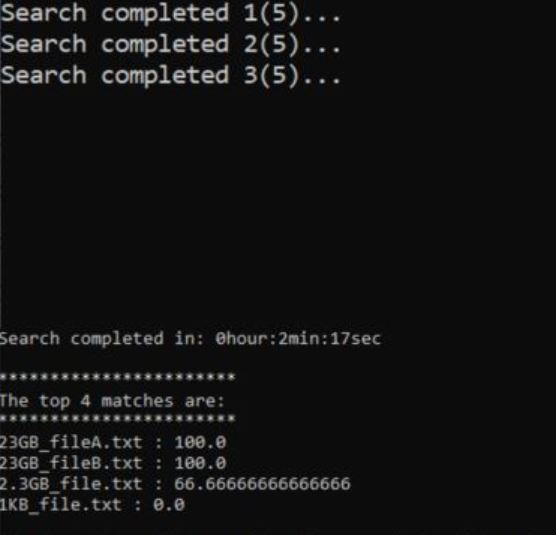 Search completed 1(5)...
Search completed 2(5)...
Search completed 3(5)...
Search completed in: 0hour:2min:17sec
***********************
The top 4 matches are:
***********************
23GB_fileA.txt : 100.0
23GB_fileB.txt : 100.0
2.3GB_file.txt : 66.66666666666666
1KB_file.txt : 0.0